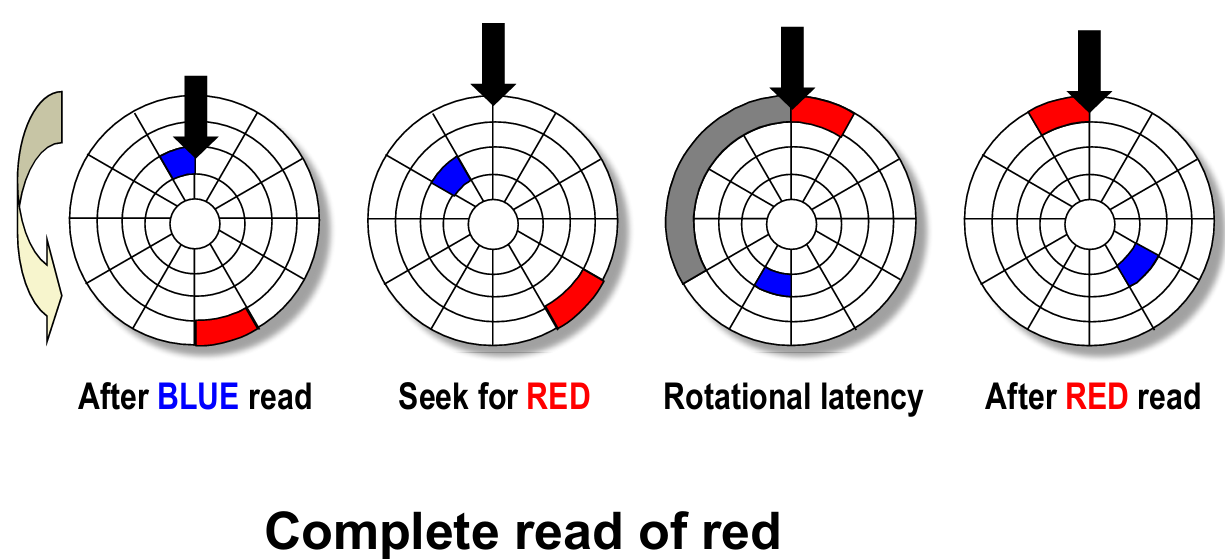 After BLUE read
Seek for RED
Rotational latency
After RED read
Complete read of red